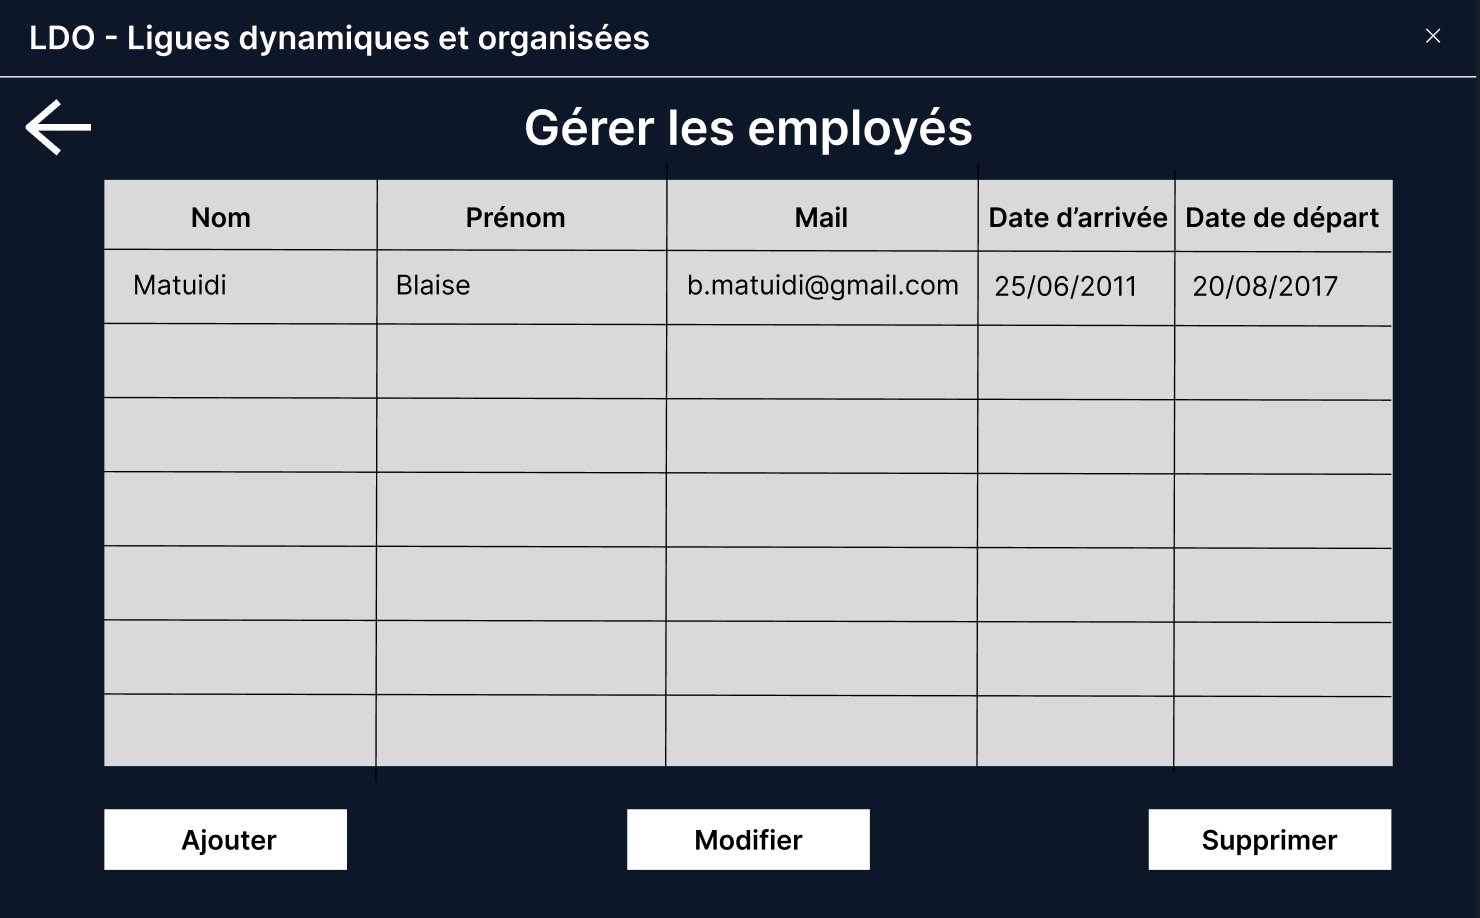 LDO - Ligues dynamiques et organisées
Gérer les employés
Nom Prénom Mail Date d’arrivée Date de départ
Matuidi Blaise b.matuidi@gmail.com 25/06/2011 20/08/2017
Ajouter Modifier Supprimer